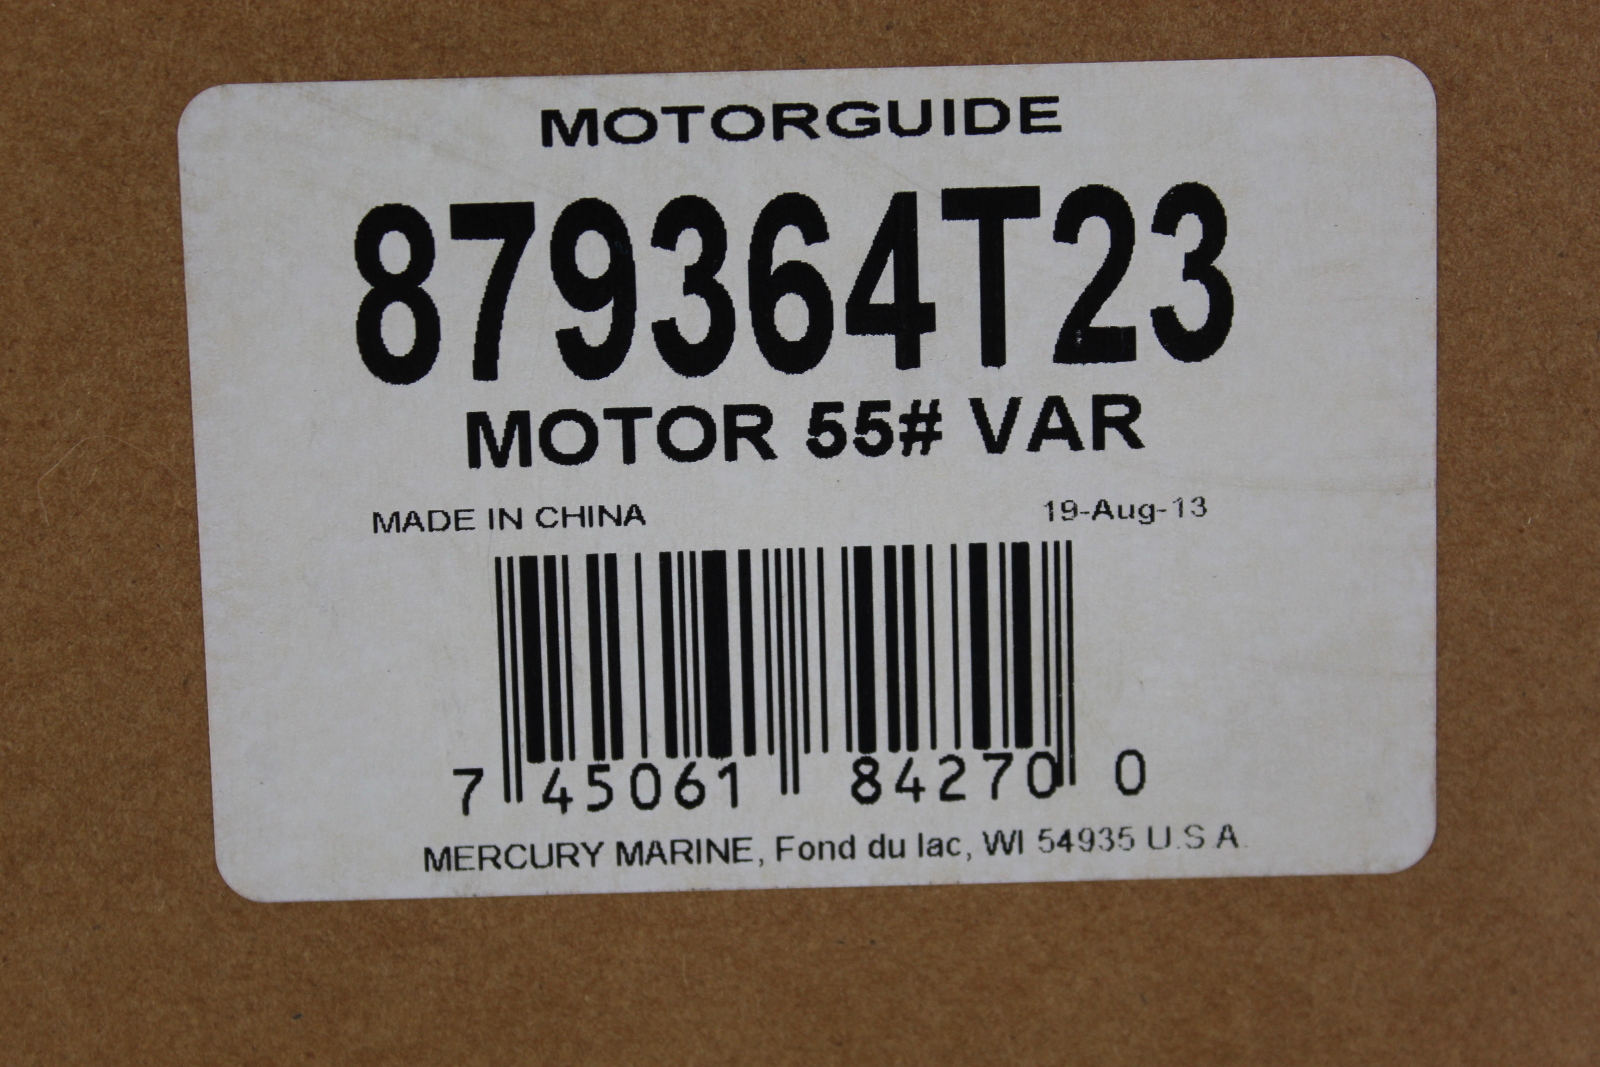 MOTORGUIDE
879364T23
MOTOR 55# VAR
MADE IN CHINA 19-Aug-13
7 45061 84270 0
MERCURY MARINE, Fond du lac, WI 54935 U.S.A.